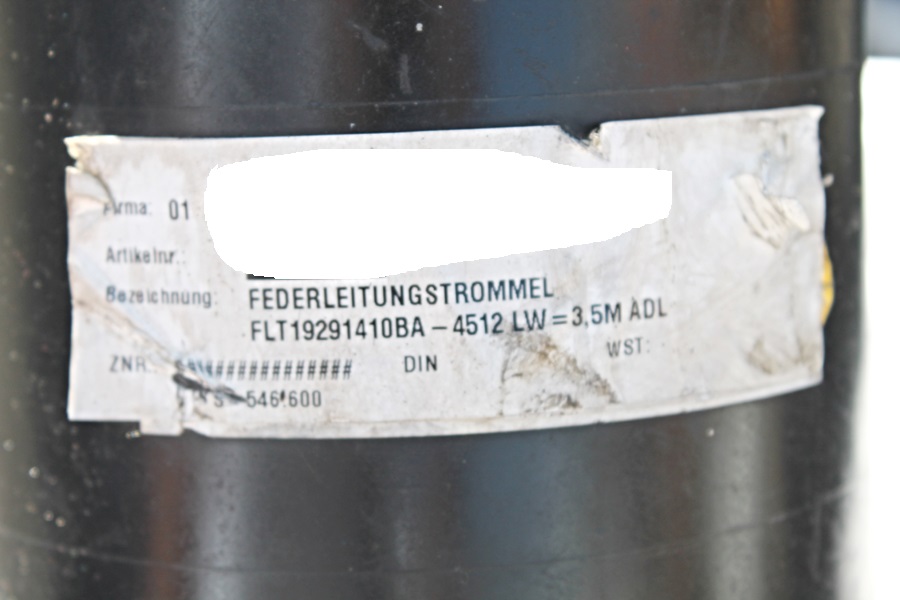 Firma: 01
Artikelnr.:
Bezeichnung: FEDERLEITUNGSTROMMEL
FLT19291410BA – 4512 LW=3,5M ADL
ZNR. ############## DIN WST:
S-546.600